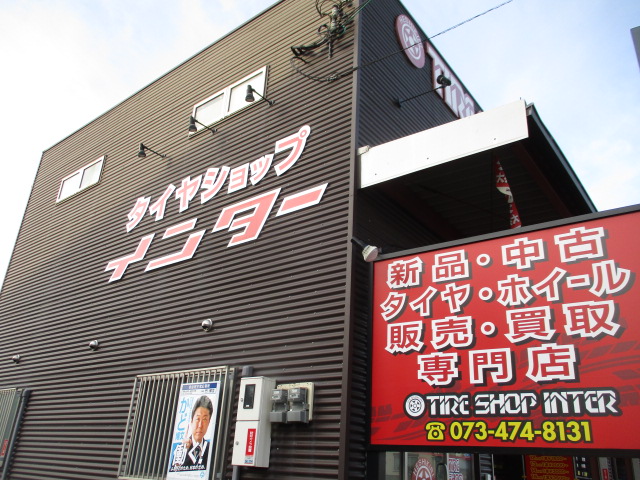 TIRE
タイヤショップ
インター
新品・中古
タイヤ・ホイール
販売・買取
専門店
TIRE SHOP INTER
☎073-474-8131